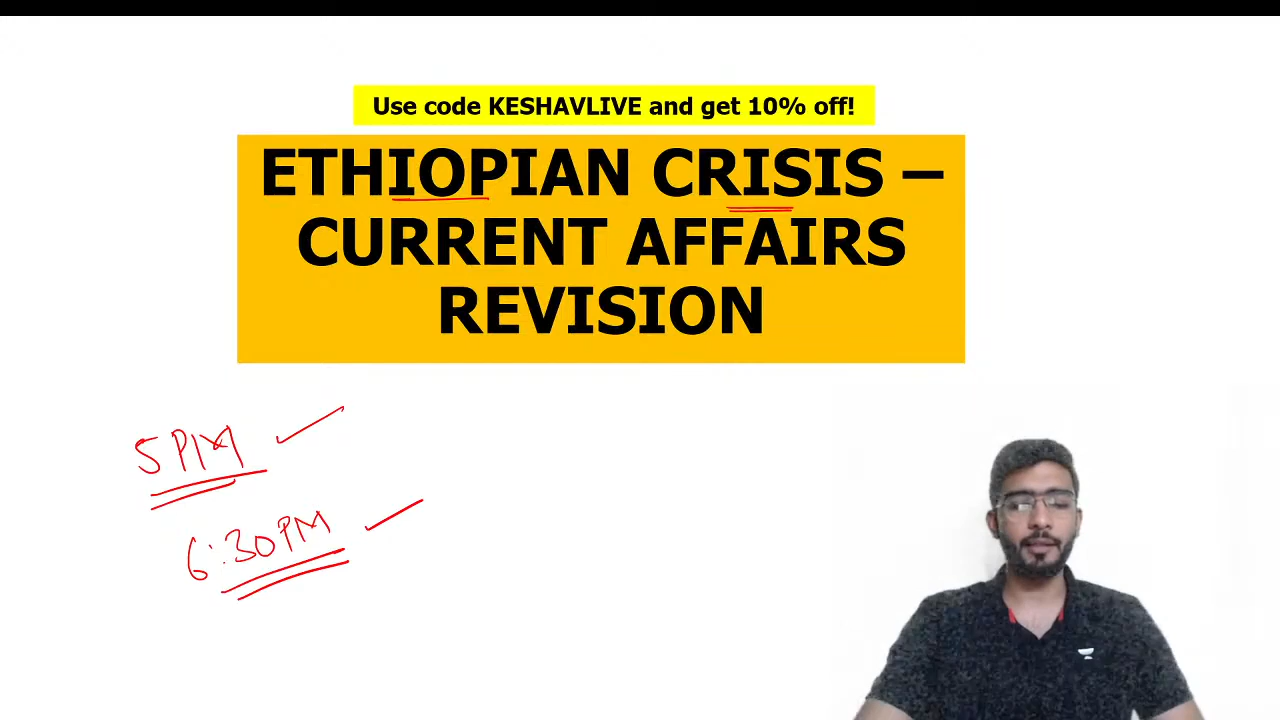 Use code KESHAVLIVE and get 10% off!
ETHIOPIAN CRISIS –
CURRENT AFFAIRS
REVISION
5PM
6:30PM